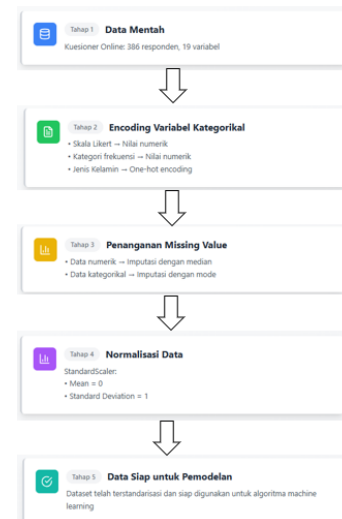 Tahap 1 Data Mentah
Kuesioner Online: 386 responden, 19 variabel
Tahap 2 Encoding Variabel Kategorikal
• Skala Likert → Nilai numerik
• Kategori frekuensi → Nilai numerik
• Jenis Kelamin → One-hot encoding
Tahap 3 Penanganan Missing Value
• Data numerik → Imputasi dengan median
• Data kategorikal → Imputasi dengan mode
Tahap 4 Normalisasi Data
StandardScaler:
• Mean = 0
• Standard Deviation = 1
Tahap 5 Data Siap untuk Pemodelan
Dataset telah terstandarisasi dan siap digunakan untuk algoritma machine
learning